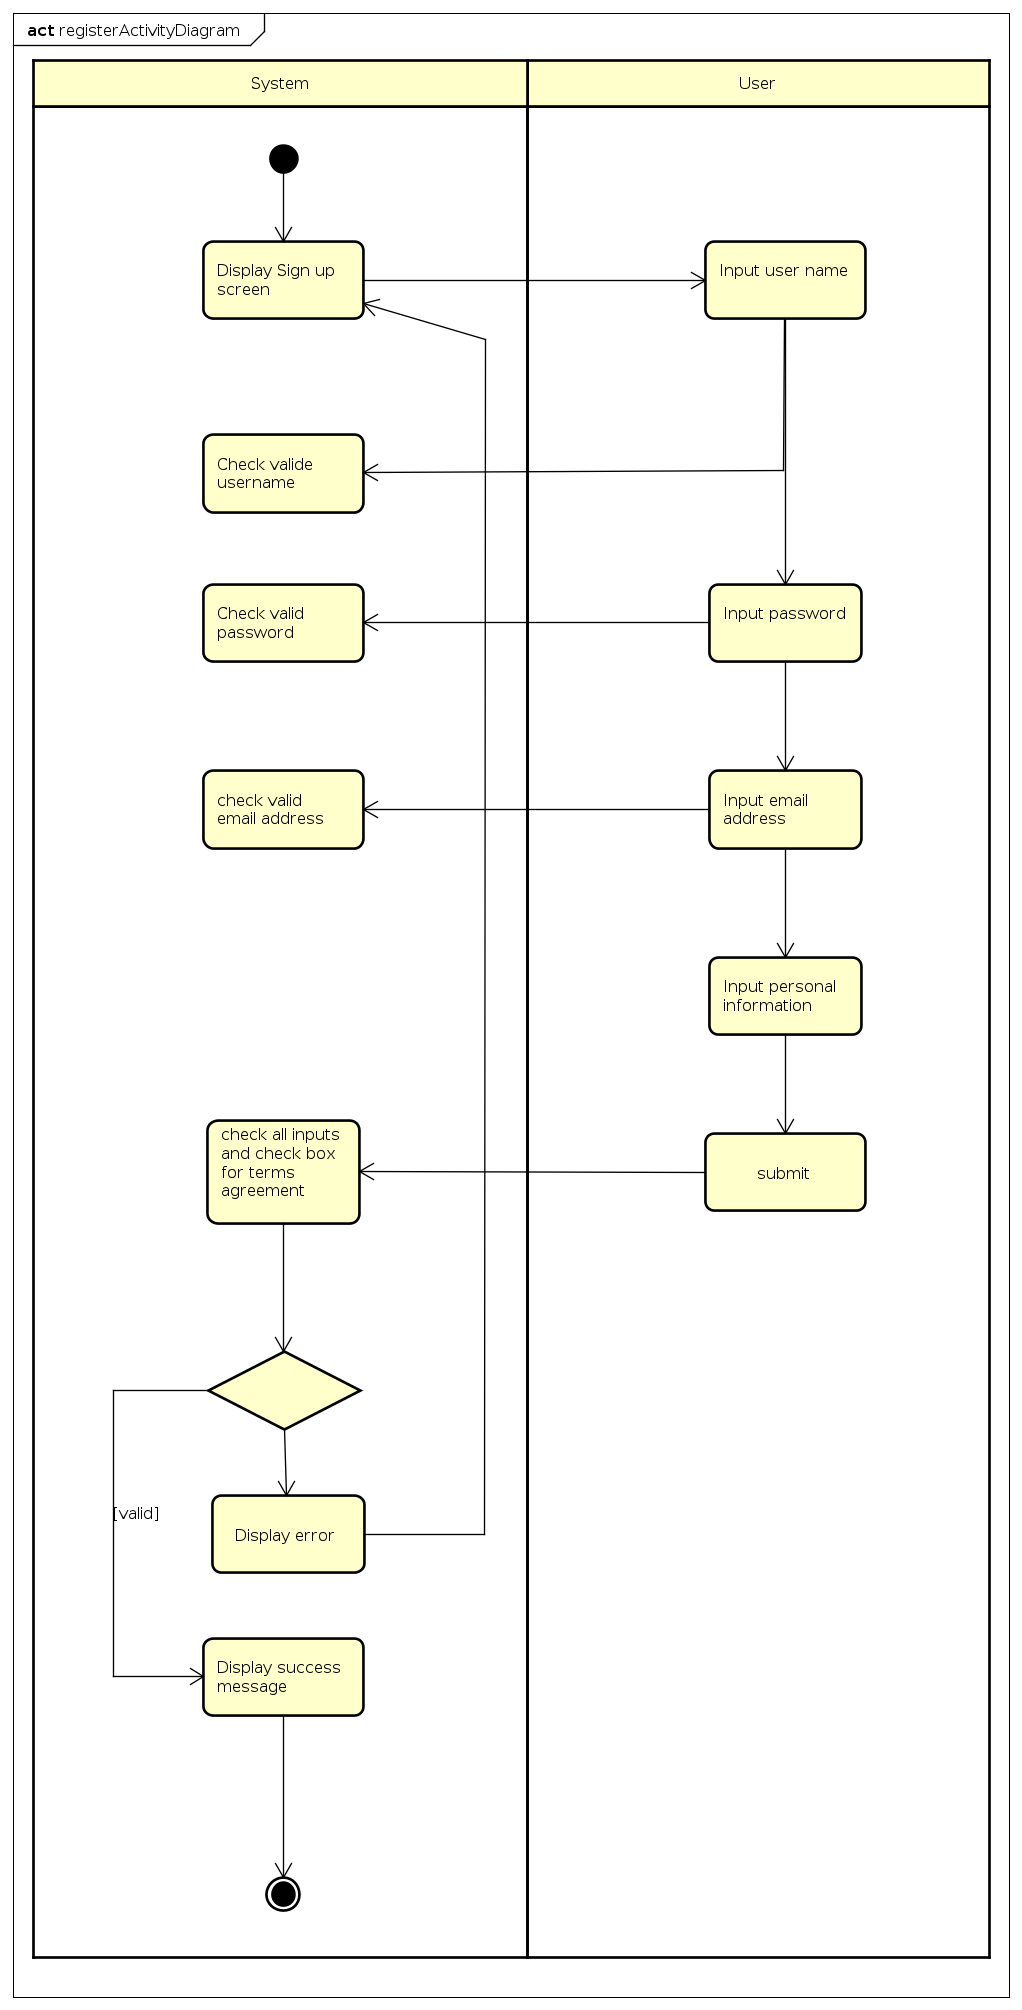 act registerActivityDiagram
System
User
Display Sign up
screen
Input user name
Check valide
username
Check valid
password
Input password
check valid
email address
Input email
address
Input personal
information
check all inputs
and check box
for terms
agreement
submit
[valid]
Display error
Display success
message